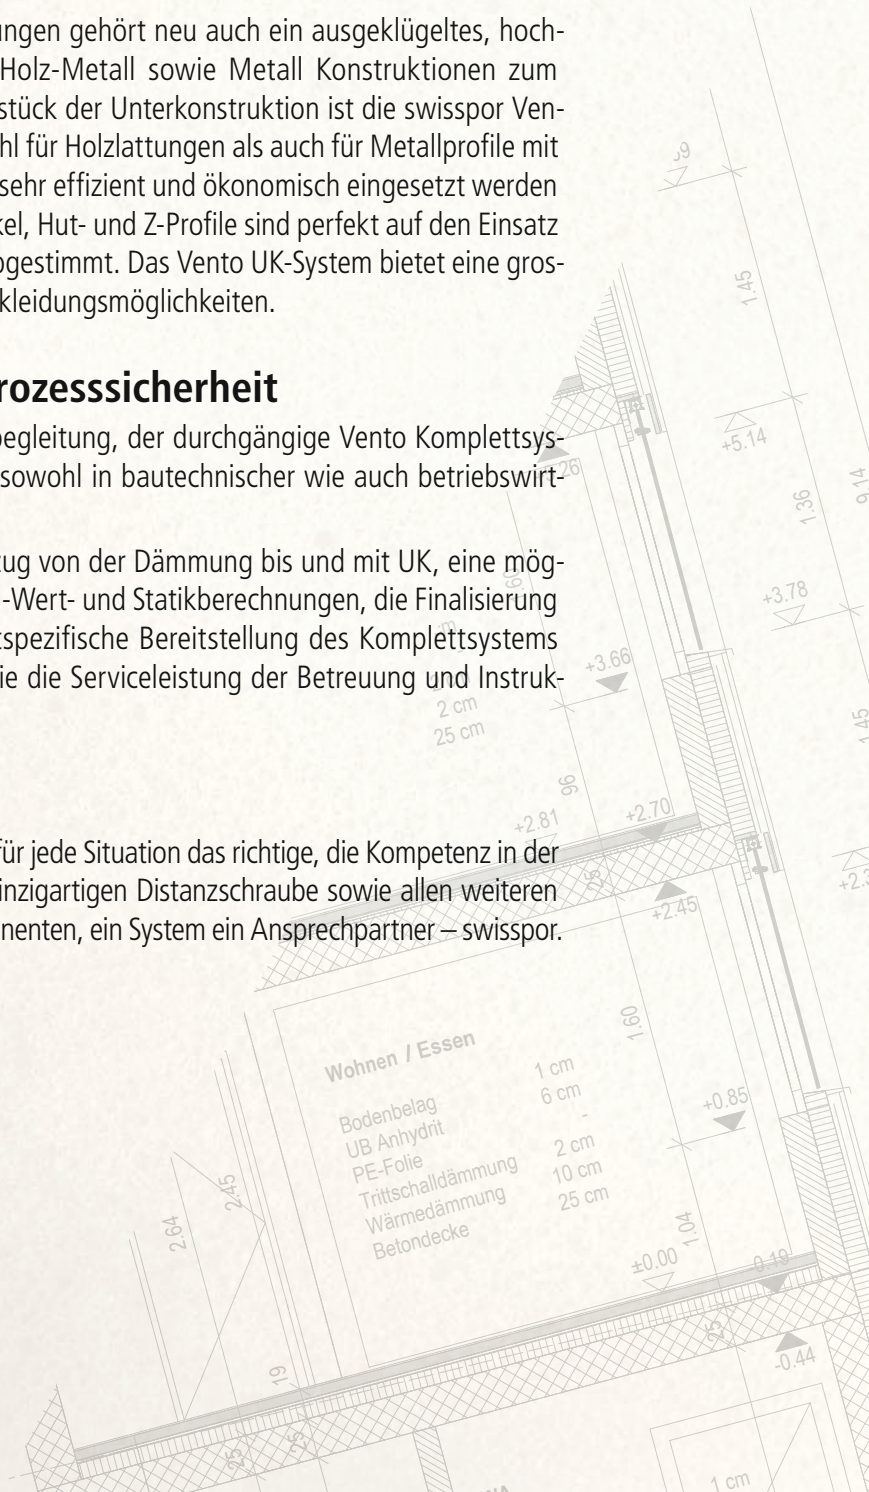 ungen gehört neu auch ein ausgeklügeltes, hoch-
Holz-Metall sowie Metall Konstruktionen zum
stück der Unterkonstruktion ist die swisspor Ven-
hl für Holzlattungen als auch für Metallprofile mit
sehr effizient und ökonomisch eingesetzt werden
kel, Hut- und Z-Profile sind perfekt auf den Einsatz
bgestimmt. Das Vento UK-System bietet eine gros-
kleidungsmöglichkeiten.
rozesssicherheit
begleitung, der durchgängige Vento Komplettsys-
sowohl in bautechnischer wie auch betriebswirt-
zug von der Dämmung bis und mit UK, eine mög-
-Wert- und Statikberechnungen, die Finalisierung
tspezifische Bereitstellung des Komplettsystems
ie die Serviceleistung der Betreuung und Instruk-
für jede Situation das richtige, die Kompetenz in der
inzigartigen Distanzschraube sowie allen weiteren
nenten, ein System ein Ansprechpartner – swisspor.
1.45
+5.14
1.36
9.14
+3.78
+3.66
1.45
2 cm
25 cm
96
+2.81
+2.70
25
+2.45
1.60
Wohnen / Essen
Bodenbelag 1 cm
UB Anhydrit 6 cm
PE-Folie -
Trittschalldämmung 2 cm
Wärmedämmung 10 cm
Betondecke 25 cm
+0.85
2.45
2.64
1.04
±0.00
0.19
25
-0.44
19
25
25
1 cm